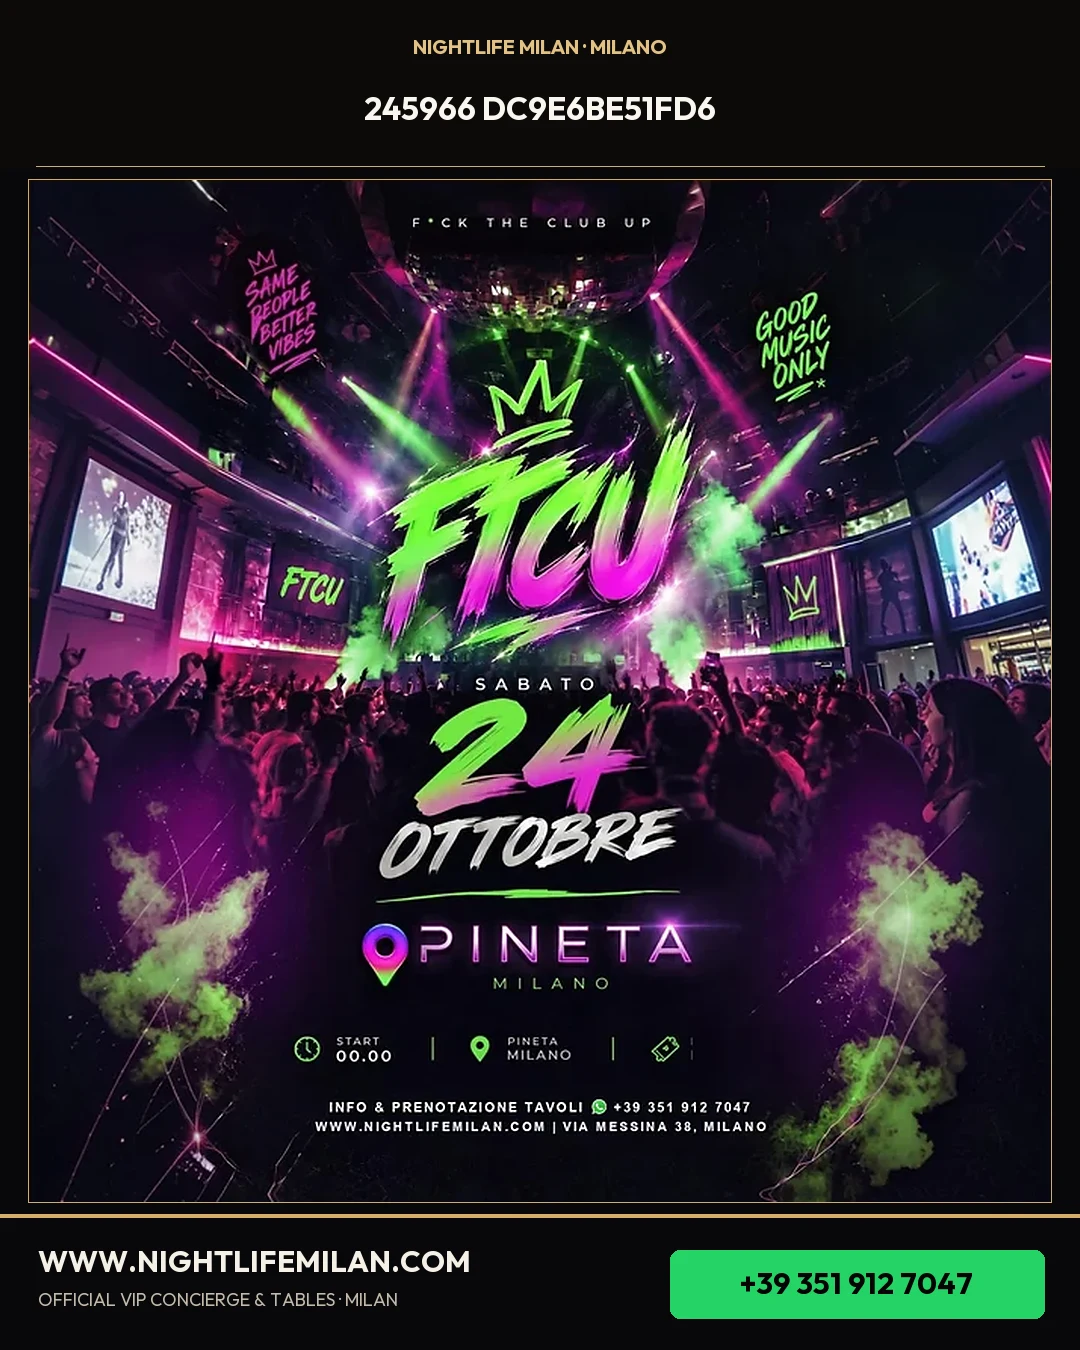 NIGHTLIFE MILAN · MILANO
245966 DC9E6BE51FD6
F*CK THE CLUB UP
SAME
PEOPLE
BETTER
VIBES
GOOD
MUSIC
ONLY*
FTCU
FTCU
SABATO
24
OTTOBRE
PINETA
MILANO
START
00.00
PINETA
MILANO
INFO & PRENOTAZIONE TAVOLI +39 351 912 7047
WWW.NIGHTLIFEMILAN.COM | VIA MESSINA 38, MILANO
WWW.NIGHTLIFEMILAN.COM
OFFICIAL VIP CONCIERGE & TABLES · MILAN
+39 351 912 7047